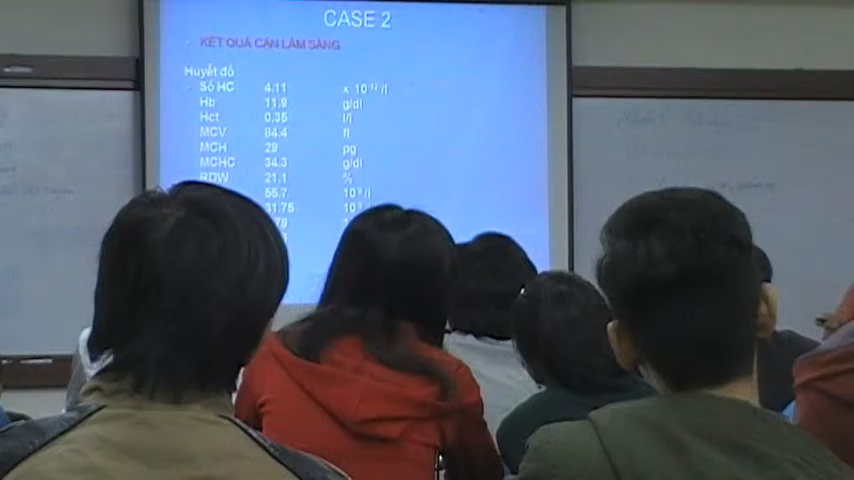 CASE 2
KẾT QUẢ CẬN LÂM SÀNG
Huyết đồ
Số HC 4.11 x 10¹²/l
Hb 11.9 g/dl
Hct 0.35 l/l
MCV 84.4 fl
MCH 29 pg
MCHC 34.3 g/dl
RDW 21.1 %
55.7 10⁹/l
31.75